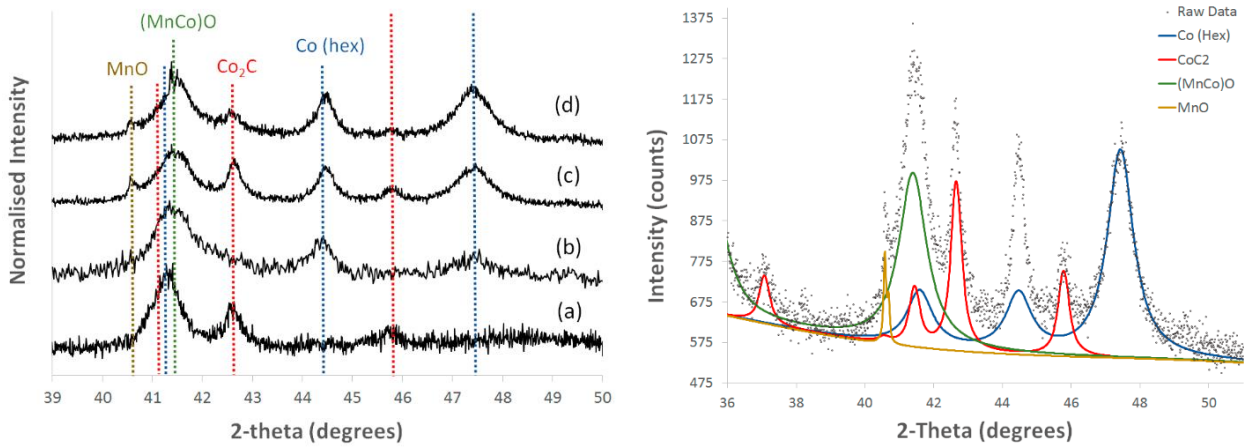 (MnCo)O
Co (hex)
MnO
Co₂C
(d)
(c)
(b)
(a)
Normalised Intensity
39 40 41 42 43 44 45 46 47 48 49 50
2-theta (degrees)
Raw Data
Co (Hex)
CoC2
(MnCo)O
MnO
Intensity (counts)
1375
1275
1175
1075
975
875
775
675
575
475
36 38 40 42 44 46 48 50
2-Theta (degrees)